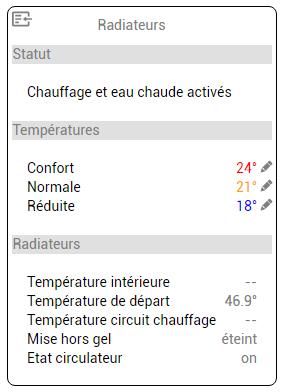 Radiateurs
Statut
Chauffage et eau chaude activés
Températures
Confort 24°
Normale 21°
Réduite 18°
Radiateurs
Température intérieure --
Température de départ 46.9°
Température circuit chauffage --
Mise hors gel éteint
Etat circulateur on